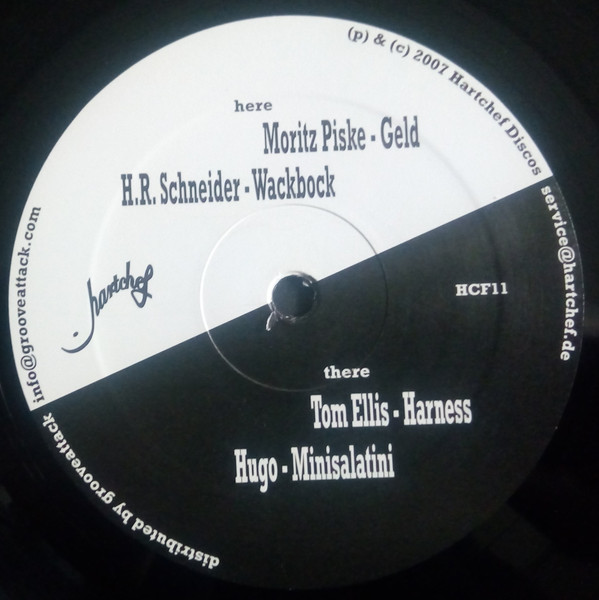 (p) & (c) 2007 Hartchef Discos
here
Moritz Piske - Geld
H.R. Schneider - Wackbock
hartchef
info@grooveattack.com
service@hartchef.de
HCF11
there
Tom Ellis - Harness
Hugo - Minisalatini
distributed by grooveattack